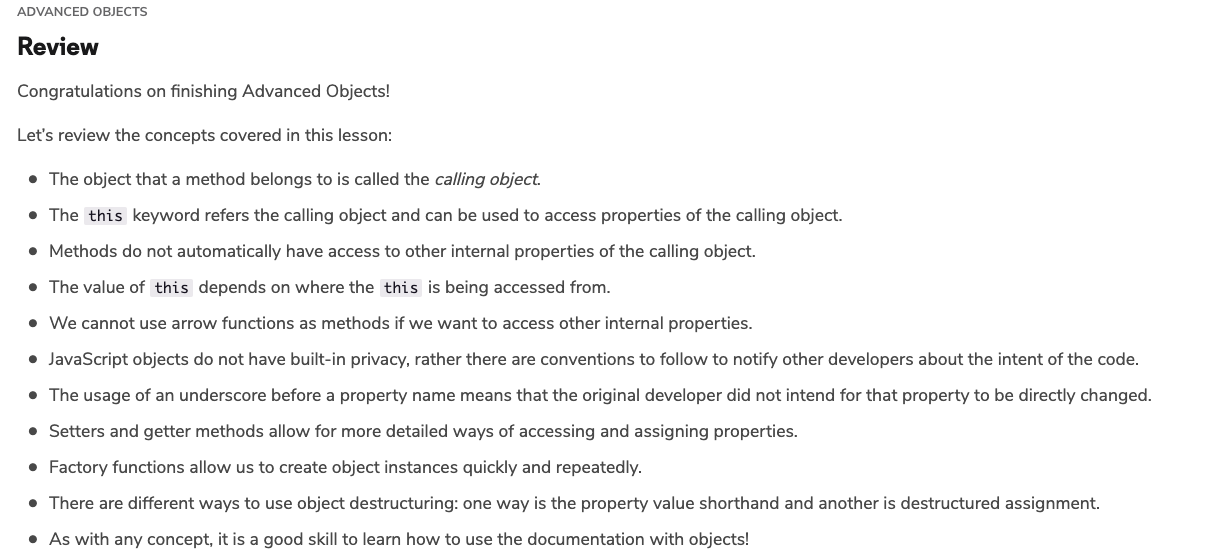 ADVANCED OBJECTS
Review
Congratulations on finishing Advanced Objects!
Let's review the concepts covered in this lesson:
The object that a method belongs to is called the calling object.
The this keyword refers the calling object and can be used to access properties of the calling object.
Methods do not automatically have access to other internal properties of the calling object.
The value of this depends on where the this is being accessed from.
We cannot use arrow functions as methods if we want to access other internal properties.
JavaScript objects do not have built-in privacy, rather there are conventions to follow to notify other developers about the intent of the code.
The usage of an underscore before a property name means that the original developer did not intend for that property to be directly changed.
Setters and getter methods allow for more detailed ways of accessing and assigning properties.
Factory functions allow us to create object instances quickly and repeatedly.
There are different ways to use object destructuring: one way is the property value shorthand and another is destructured assignment.
As with any concept, it is a good skill to learn how to use the documentation with objects!